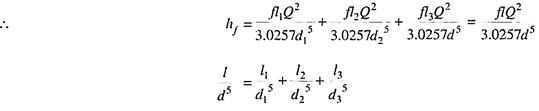 ∴ h_f = fl₁Q²/3.0257d₁⁵ + fl₂Q²/3.0257d₂⁵ + fl₃Q²/3.0257d⁵ = flQ²/3.0257d⁵
l/d⁵ = l₁/d₁⁵ + l₂/d₂⁵ + l₃/d₃⁵